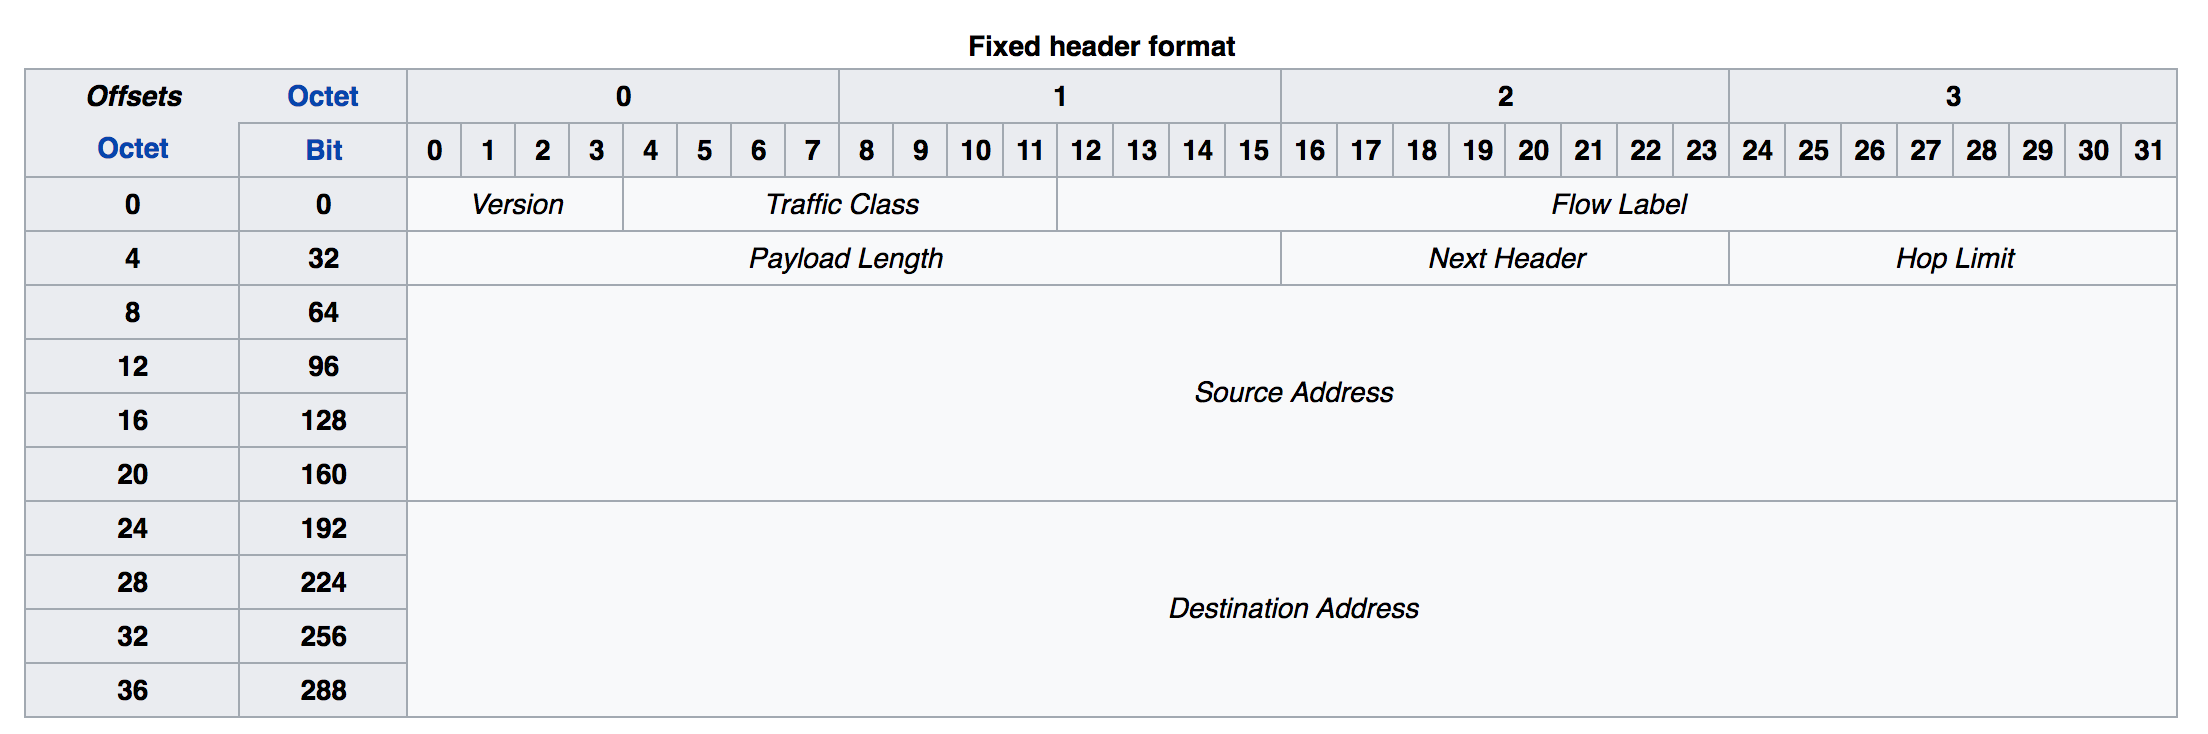 Fixed header format
Offsets Octet 0 1 2 3
Octet Bit 0 1 2 3 4 5 6 7 8 9 10 11 12 13 14 15 16 17 18 19 20 21 22 23 24 25 26 27 28 29 30 31
0 0 Version Traffic Class Flow Label
4 32 Payload Length Next Header Hop Limit
8 64
12 96
Source Address
16 128
20 160
24 192
28 224
Destination Address
32 256
36 288